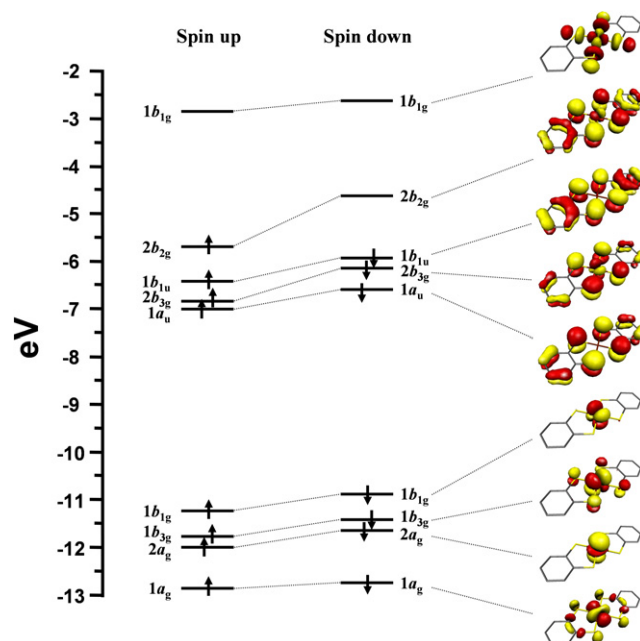 Spin up Spin down
-2
1b1g 1b1g
-3
-4
2b2g
-5
2b2g
1b1u
-6
1b1u 2b3g
2b3g 1au
-7
1au
eV
-8
-9
-10
1b1g
-11
1b1g 1b3g
1b3g 2ag
-12
2ag
1ag
-13
1ag